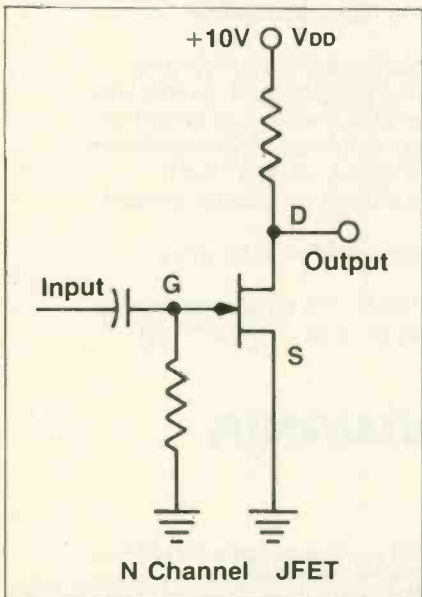 +10V VDD
D
Output
Input G
S
N Channel JFET